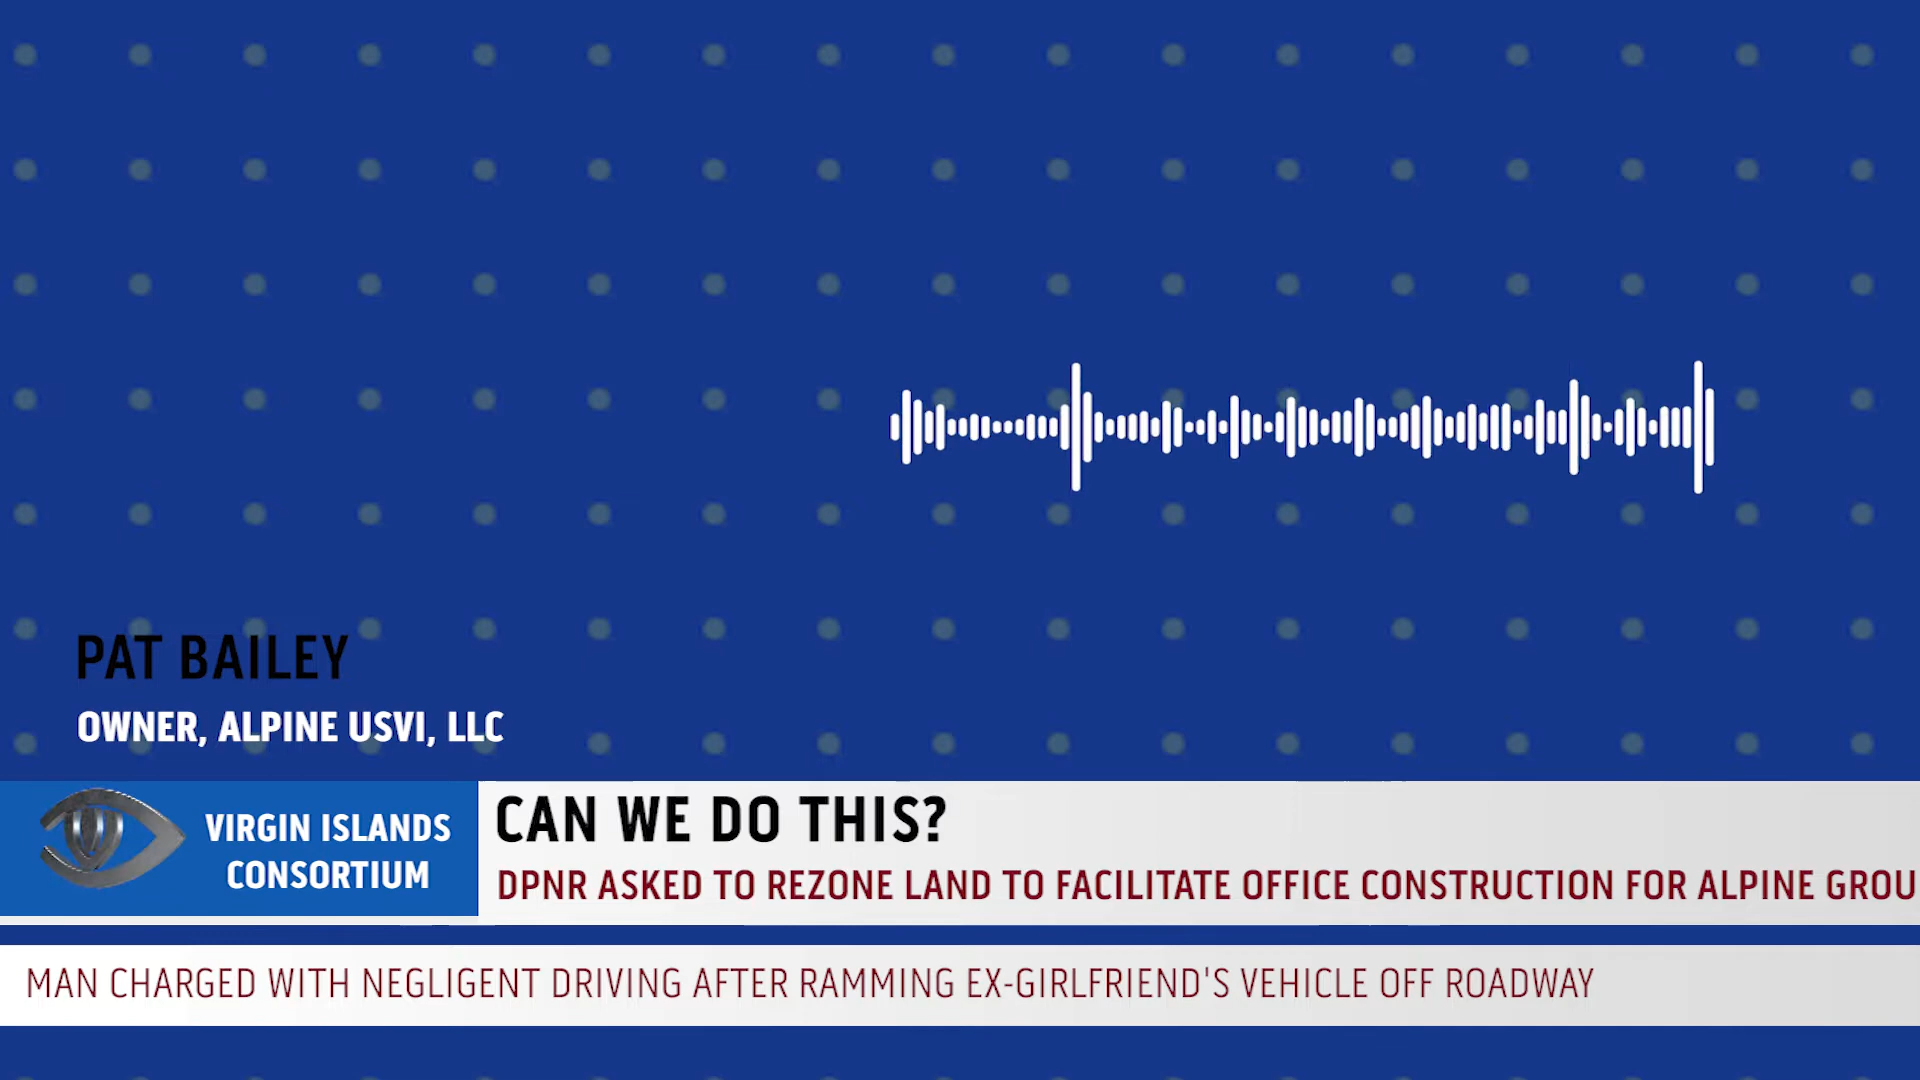 PAT BAILEY
OWNER, ALPINE USVI, LLC
VIRGIN ISLANDS
CONSORTIUM
CAN WE DO THIS?
DPNR ASKED TO REZONE LAND TO FACILITATE OFFICE CONSTRUCTION FOR ALPINE GROU
MAN CHARGED WITH NEGLIGENT DRIVING AFTER RAMMING EX-GIRLFRIEND'S VEHICLE OFF ROADWAY